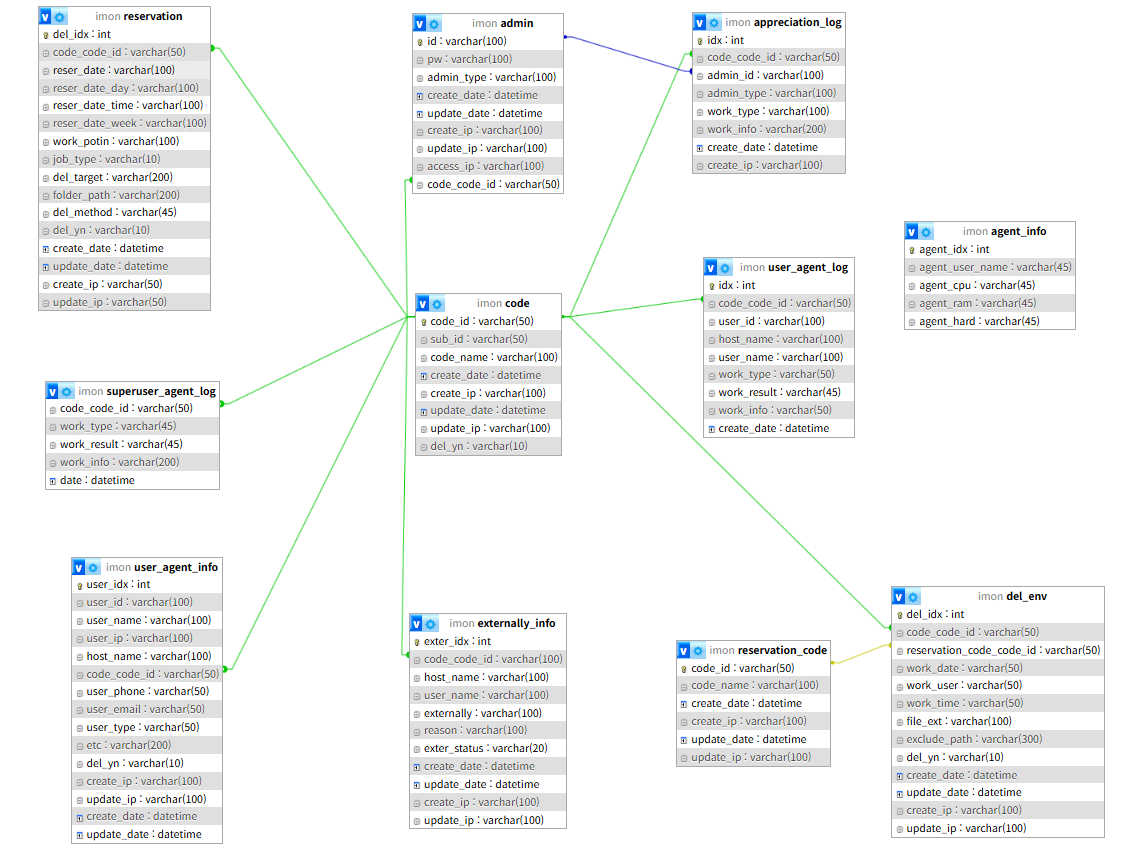 imon reservation
del_idx : int
code_code_id : varchar(50)
reser_date : varchar(100)
reser_date_day : varchar(100)
reser_date_time : varchar(100)
reser_date_week : varchar(100)
work_potin : varchar(100)
job_type : varchar(10)
del_target : varchar(200)
folder_path : varchar(200)
del_method : varchar(45)
del_yn : varchar(10)
create_date : datetime
update_date : datetime
create_ip : varchar(50)
update_ip : varchar(50)
imon admin
id : varchar(100)
pw : varchar(100)
admin_type : varchar(100)
create_date : datetime
update_date : datetime
create_ip : varchar(100)
update_ip : varchar(100)
access_ip : varchar(100)
code_code_id : varchar(50)
imon appreciation_log
idx : int
code_code_id : varchar(50)
admin_id : varchar(100)
admin_type : varchar(100)
work_type : varchar(100)
work_info : varchar(200)
create_date : datetime
create_ip : varchar(100)
imon agent_info
agent_idx : int
agent_user_name : varchar(45)
agent_cpu : varchar(45)
agent_ram : varchar(45)
agent_hard : varchar(45)
imon user_agent_log
idx : int
code_code_id : varchar(50)
user_id : varchar(100)
host_name : varchar(100)
user_name : varchar(100)
work_type : varchar(50)
work_result : varchar(45)
work_info : varchar(50)
create_date : datetime
imon code
code_id : varchar(50)
sub_id : varchar(50)
code_name : varchar(100)
create_date : datetime
create_ip : varchar(100)
update_date : datetime
update_ip : varchar(100)
del_yn : varchar(10)
imon superuser_agent_log
code_code_id : varchar(50)
work_type : varchar(45)
work_result : varchar(45)
work_info : varchar(200)
date : datetime
imon user_agent_info
user_idx : int
user_id : varchar(100)
user_name : varchar(100)
user_ip : varchar(100)
host_name : varchar(100)
code_code_id : varchar(50)
user_phone : varchar(50)
user_email : varchar(50)
user_type : varchar(50)
etc : varchar(200)
del_yn : varchar(10)
create_ip : varchar(100)
update_ip : varchar(100)
create_date : datetime
update_date : datetime
imon externally_info
exter_idx : int
code_code_id : varchar(100)
host_name : varchar(100)
user_name : varchar(100)
externally : varchar(100)
reason : varchar(100)
exter_status : varchar(20)
create_date : datetime
update_date : datetime
create_ip : varchar(100)
update_ip : varchar(100)
imon reservation_code
code_id : varchar(50)
code_name : varchar(100)
create_date : datetime
create_ip : varchar(100)
update_date : datetime
update_ip : varchar(100)
imon del_env
del_idx : int
code_code_id : varchar(50)
reservation_code_code_id : varchar(50)
work_date : varchar(50)
work_user : varchar(50)
work_time : varchar(50)
file_ext : varchar(100)
exclude_path : varchar(300)
del_yn : varchar(10)
create_date : datetime
update_date : datetime
create_ip : varchar(100)
update_ip : varchar(100)